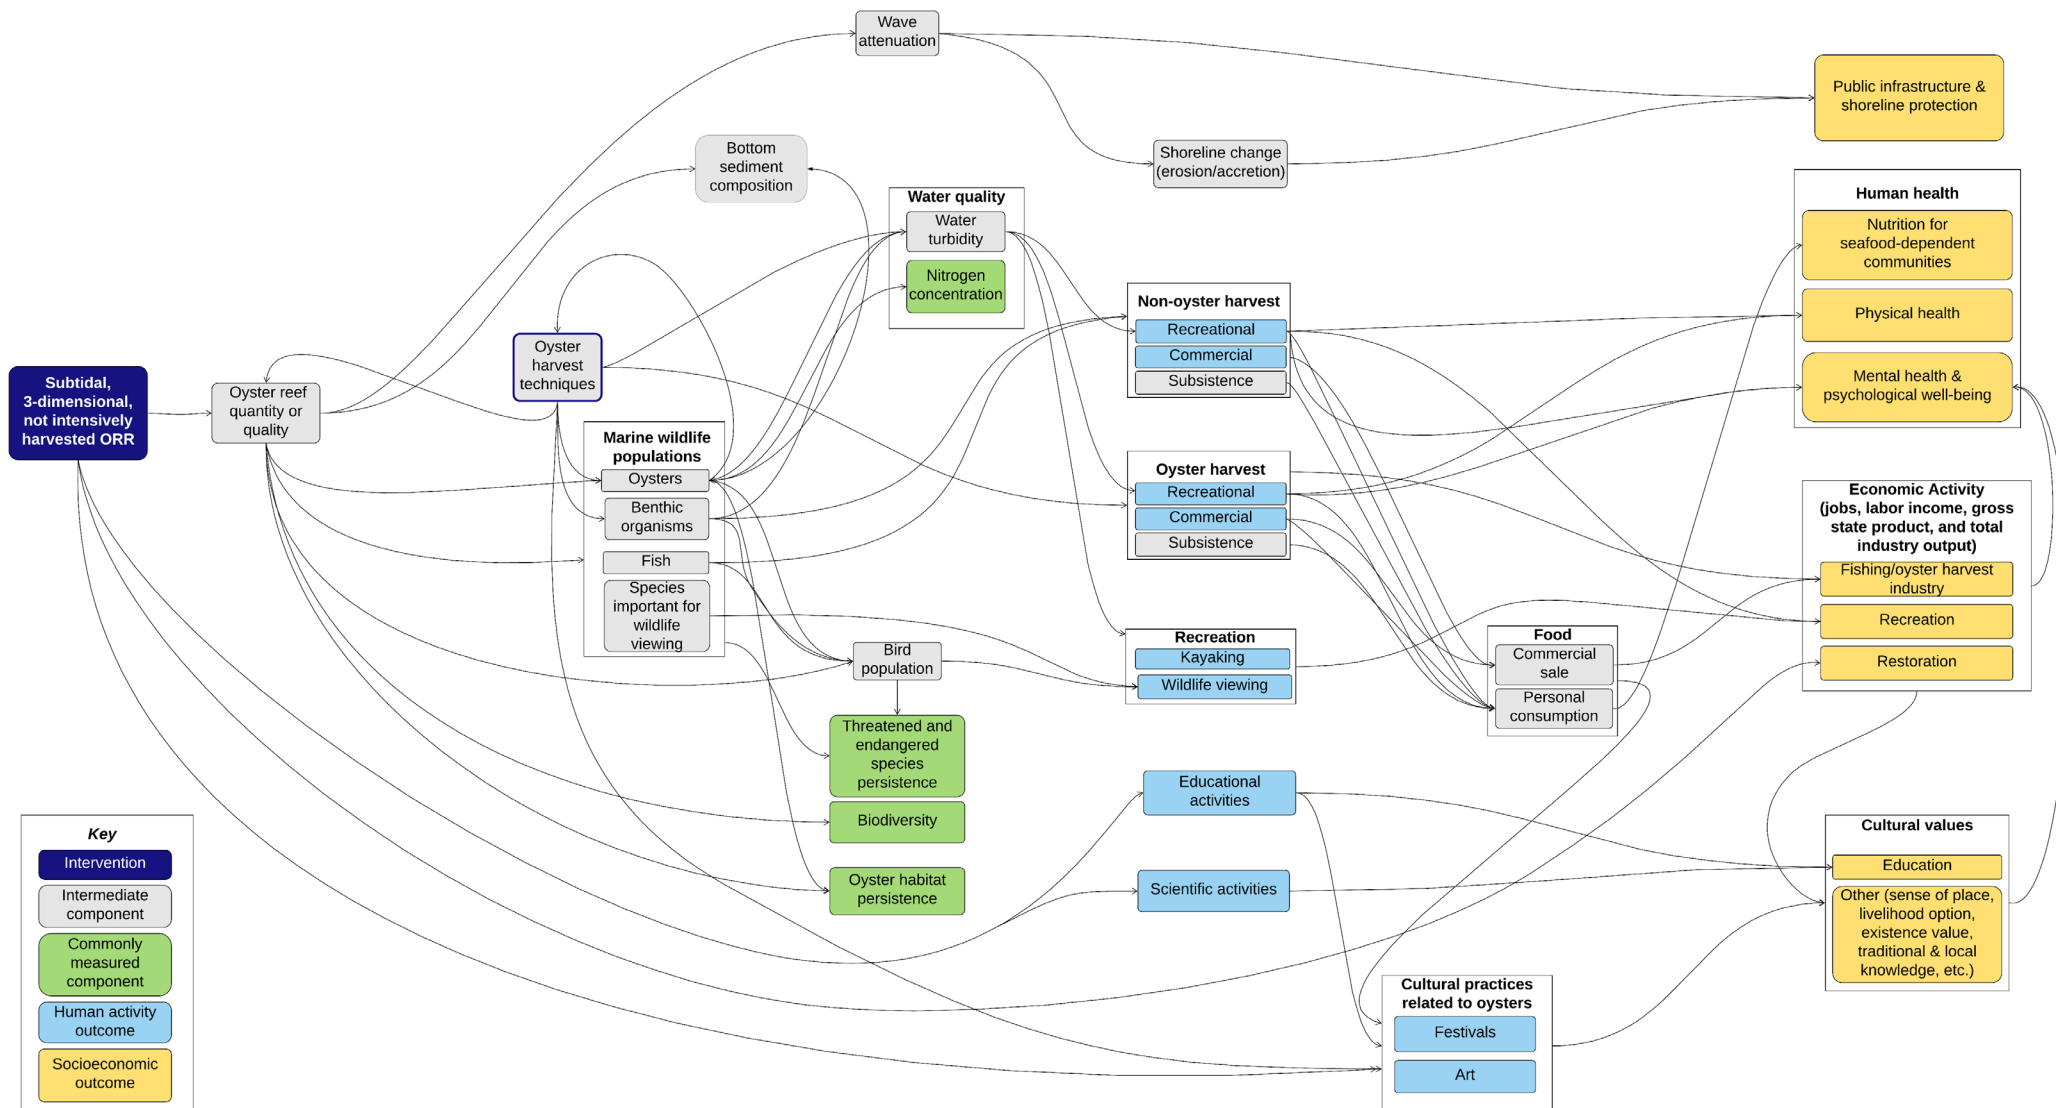 Wave
attenuation
Public infrastructure &
shoreline protection
Bottom
sediment
composition
Shoreline change
(erosion/accretion)
Water quality
Water
turbidity
Nitrogen
concentration
Human health
Nutrition for
seafood-dependent
communities
Physical health
Mental health &
psychological well-being
Non-oyster harvest
Recreational
Commercial
Subsistence
Oyster
harvest
techniques
Subtidal,
3-dimensional,
not intensively
harvested ORR
Oyster reef
quantity or
quality
Marine wildlife
populations
Oysters
Benthic
organisms
Fish
Species
important for
wildlife
viewing
Oyster harvest
Recreational
Commercial
Subsistence
Economic Activity
(jobs, labor income, gross
state product, and total
industry output)
Fishing/oyster harvest
industry
Recreation
Restoration
Bird
population
Recreation
Kayaking
Wildlife viewing
Food
Commercial
sale
Personal
consumption
Threatened and
endangered
species
persistence
Biodiversity
Oyster habitat
persistence
Educational
activities
Scientific activities
Cultural values
Education
Other (sense of place,
livelihood option,
existence value,
traditional & local
knowledge, etc.)
Cultural practices
related to oysters
Festivals
Art
Key
Intervention
Intermediate
component
Commonly
measured
component
Human activity
outcome
Socioeconomic
outcome